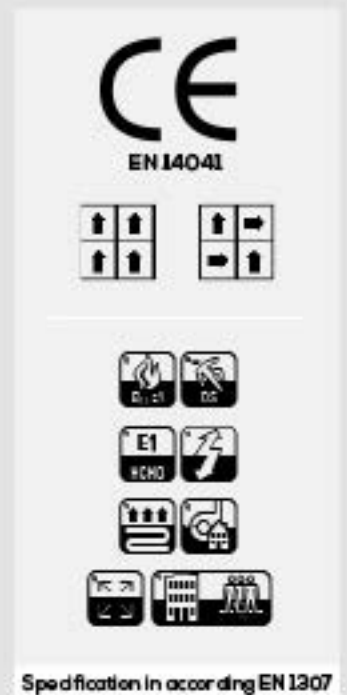 CE
EN 14041
DS
E1
HCHO
Specification in according EN 1307